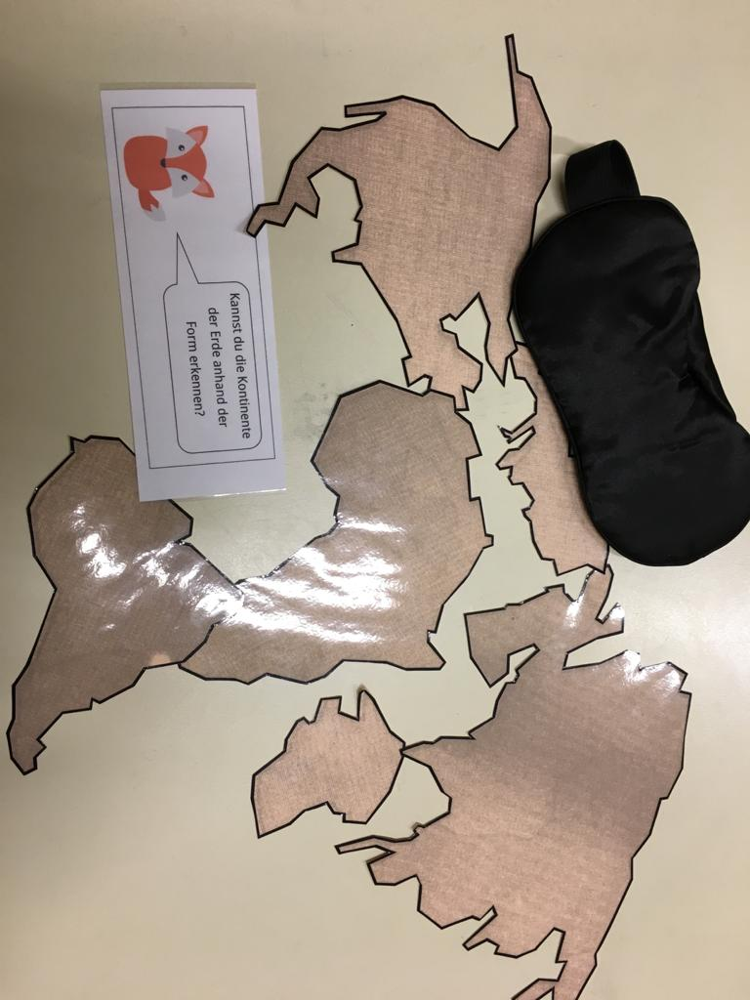 Kannst du die Kontinente
der Erde anhand der
Form erkennen?